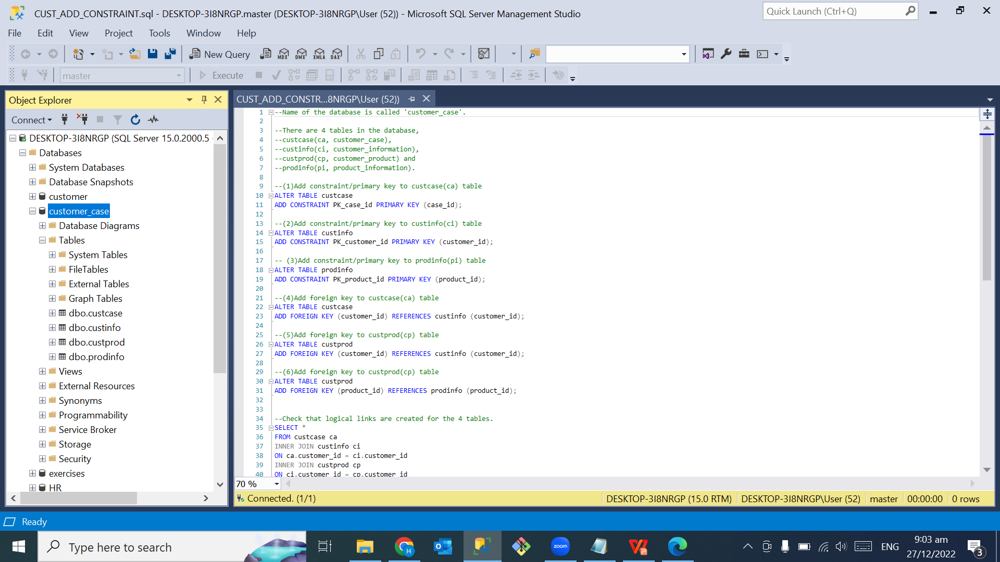 CUST_ADD_CONSTRAINT.sql - DESKTOP-3I8NRGP.master (DESKTOP-3I8NRGP\User (52)) - Microsoft SQL Server Management Studio
Quick Launch (Ctrl+Q)
File Edit View Project Tools Window Help
New Query MDX DMX XMLA DAX
master Execute
Object Explorer
Connect
DESKTOP-3I8NRGP (SQL Server 15.0.2000.5
Databases
System Databases
Database Snapshots
customer
customer_case
Database Diagrams
Tables
System Tables
FileTables
External Tables
Graph Tables
dbo.custcase
dbo.custinfo
dbo.custprod
dbo.prodinfo
Views
External Resources
Synonyms
Programmability
Service Broker
Storage
Security
exercises
HR
CUST_ADD_CONSTR...8NRGP\User (52))
1 --Name of the database is called 'customer_case'.
2
3 --There are 4 tables in the database,
4 --custcase(ca, customer_case),
5 --custinfo(ci, customer_information),
6 --custprod(cp, customer_product) and
7 --prodinfo(pi, product_information).
8
9 --(1)Add constraint/primary key to custcase(ca) table
10 ALTER TABLE custcase
11 ADD CONSTRAINT PK_case_id PRIMARY KEY (case_id);
12
13 --(2)Add constraint/primary key to custinfo(ci) table
14 ALTER TABLE custinfo
15 ADD CONSTRAINT PK_customer_id PRIMARY KEY (customer_id);
16
17 -- (3)Add constraint/primary key to prodinfo(pi) table
18 ALTER TABLE prodinfo
19 ADD CONSTRAINT PK_product_id PRIMARY KEY (product_id);
20
21 --(4)Add foreign key to custcase(ca) table
22 ALTER TABLE custcase
23 ADD FOREIGN KEY (customer_id) REFERENCES custinfo (customer_id);
24
25 --(5)Add foreign key to custprod(cp) table
26 ALTER TABLE custprod
27 ADD FOREIGN KEY (customer_id) REFERENCES custinfo (customer_id);
28
29 --(6)Add foreign key to custprod(cp) table
30 ALTER TABLE custprod
31 ADD FOREIGN KEY (product_id) REFERENCES prodinfo (product_id);
32
33
34 --Check that logical links are created for the 4 tables.
35 SELECT *
36 FROM custcase ca
37 INNER JOIN custinfo ci
38 ON ca.customer_id = ci.customer_id
39 INNER JOIN custprod cp
40 ON ci.customer_id = cp.customer_id
70 %
Connected. (1/1)
DESKTOP-3I8NRGP (15.0 RTM) DESKTOP-3I8NRGP\User (52) master 00:00:00 0 rows
Ready
Type here to search
zoom
ENG
9:03 am
27/12/2022
3